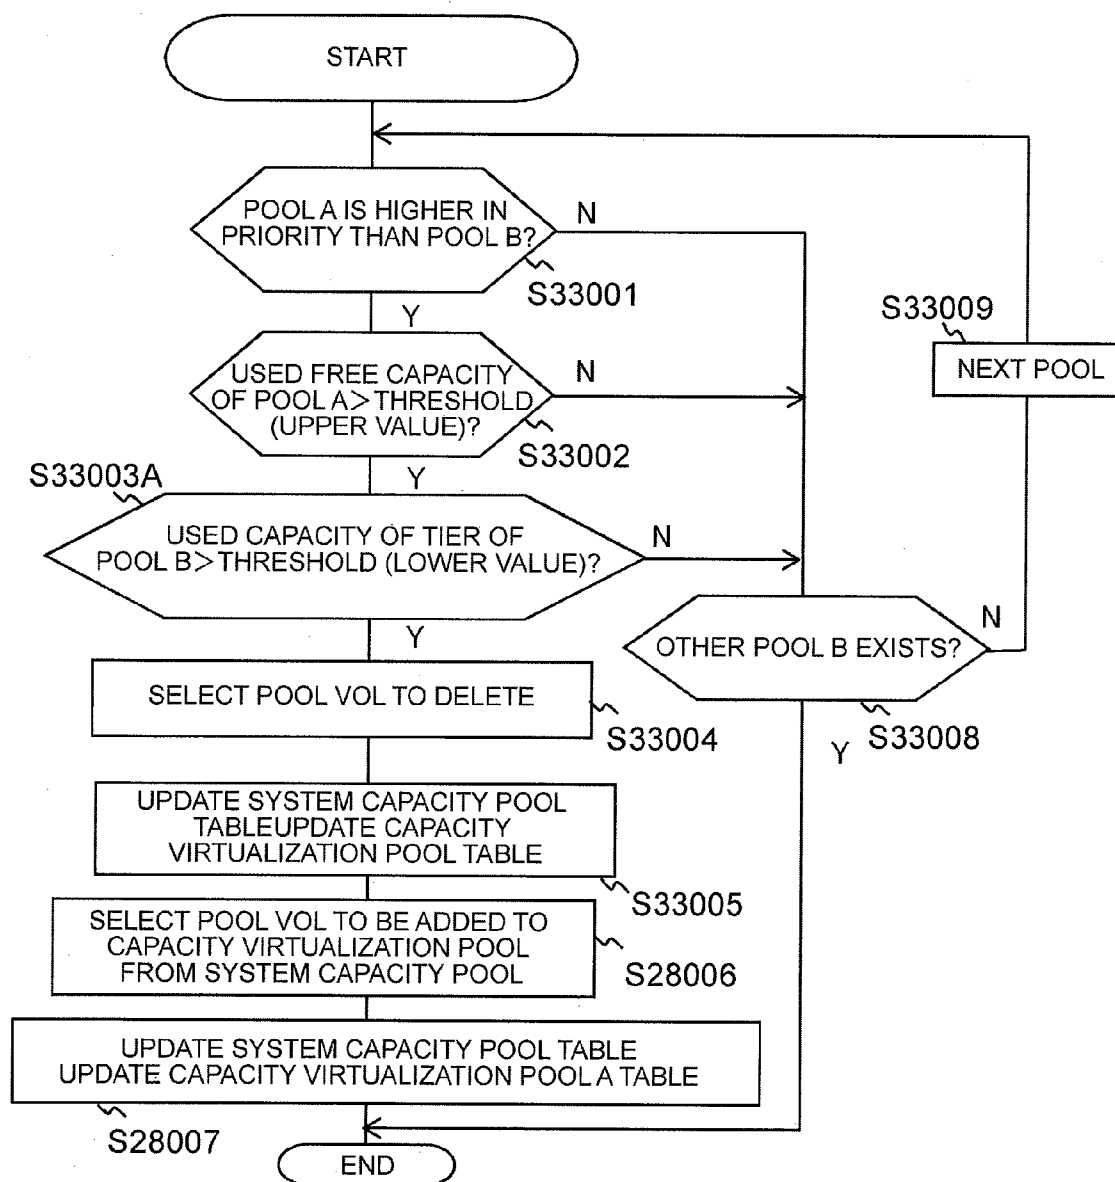 START
POOL A IS HIGHER IN
PRIORITY THAN POOL B?
N
S33001
Y
S33009
NEXT POOL
USED FREE CAPACITY
OF POOL A>THRESHOLD
(UPPER VALUE)?
N
S33002
Y
S33003A
USED CAPACITY OF TIER OF
POOL B>THRESHOLD (LOWER VALUE)?
N
Y
OTHER POOL B EXISTS?
N
S33008
Y
SELECT POOL VOL TO DELETE
S33004
UPDATE SYSTEM CAPACITY POOL
TABLEUPDATE CAPACITY
VIRTUALIZATION POOL TABLE
S33005
SELECT POOL VOL TO BE ADDED TO
CAPACITY VIRTUALIZATION POOL
FROM SYSTEM CAPACITY POOL
S28006
UPDATE SYSTEM CAPACITY POOL TABLE
UPDATE CAPACITY VIRTUALIZATION POOL A TABLE
S28007
END